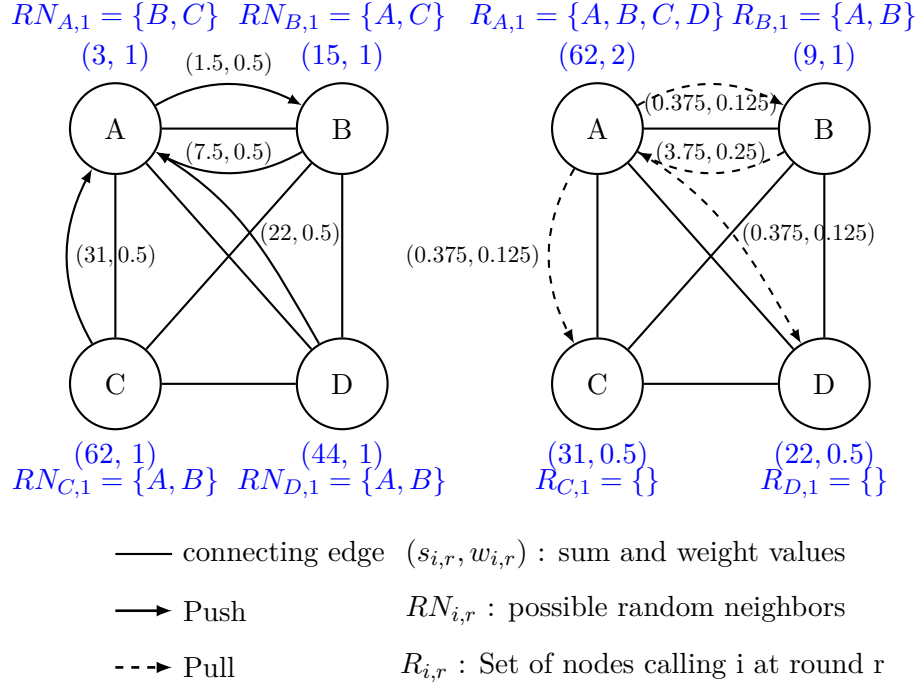 RN_{A,1} = {B, C} RN_{B,1} = {A, C} R_{A,1} = {A, B, C, D} R_{B,1} = {A, B}
(3, 1) (15, 1) (62, 2) (9, 1)
(1.5, 0.5)
(0.375, 0.125)
A B A B
(7.5, 0.5) (3.75, 0.25)
(31, 0.5) (22, 0.5) (0.375, 0.125) (0.375, 0.125)
C D C D
(62, 1) (44, 1) (31, 0.5) (22, 0.5)
RN_{C,1} = {A, B} RN_{D,1} = {A, B} R_{C,1} = {} R_{D,1} = {}
connecting edge (s_{i,r}, w_{i,r}) : sum and weight values
Push RN_{i,r} : possible random neighbors
Pull R_{i,r} : Set of nodes calling i at round r